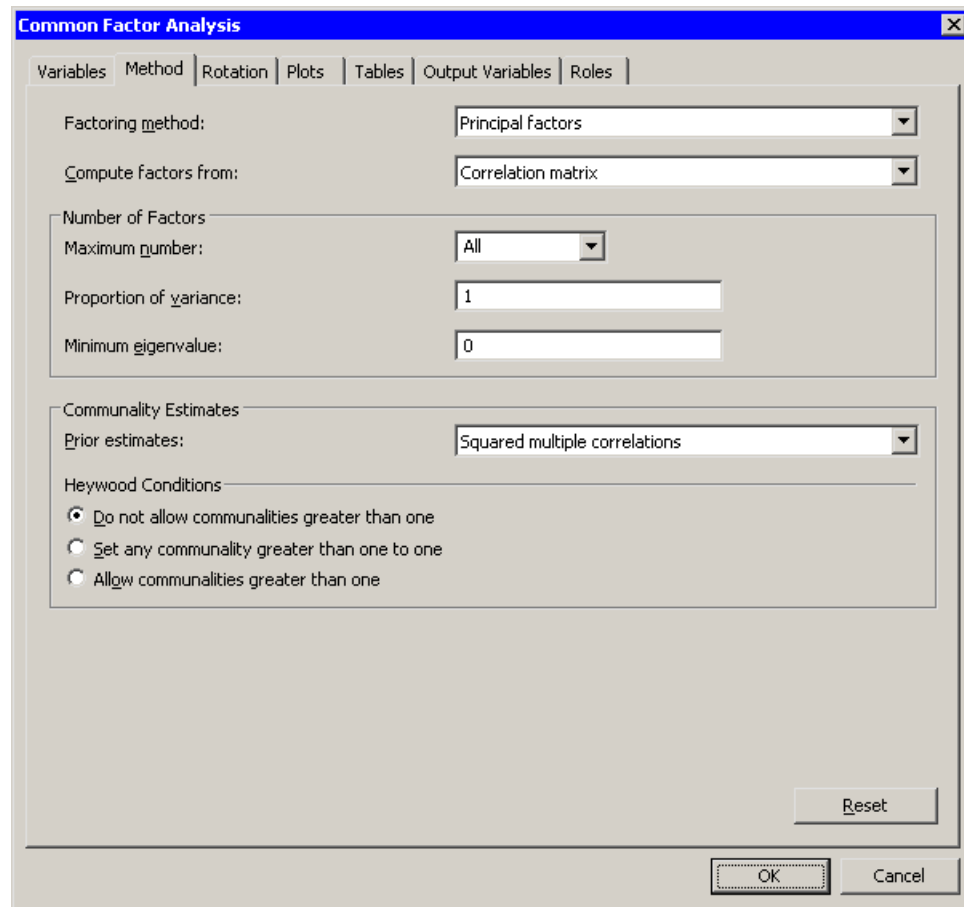 Common Factor Analysis
Variables Method Rotation Plots Tables Output Variables Roles
Factoring method: Principal factors
Compute factors from: Correlation matrix
Number of Factors
Maximum number: All
Proportion of variance: 1
Minimum eigenvalue: 0
Communality Estimates
Prior estimates: Squared multiple correlations
Heywood Conditions
Do not allow communalities greater than one
Set any communality greater than one to one
Allow communalities greater than one
Reset
OK Cancel